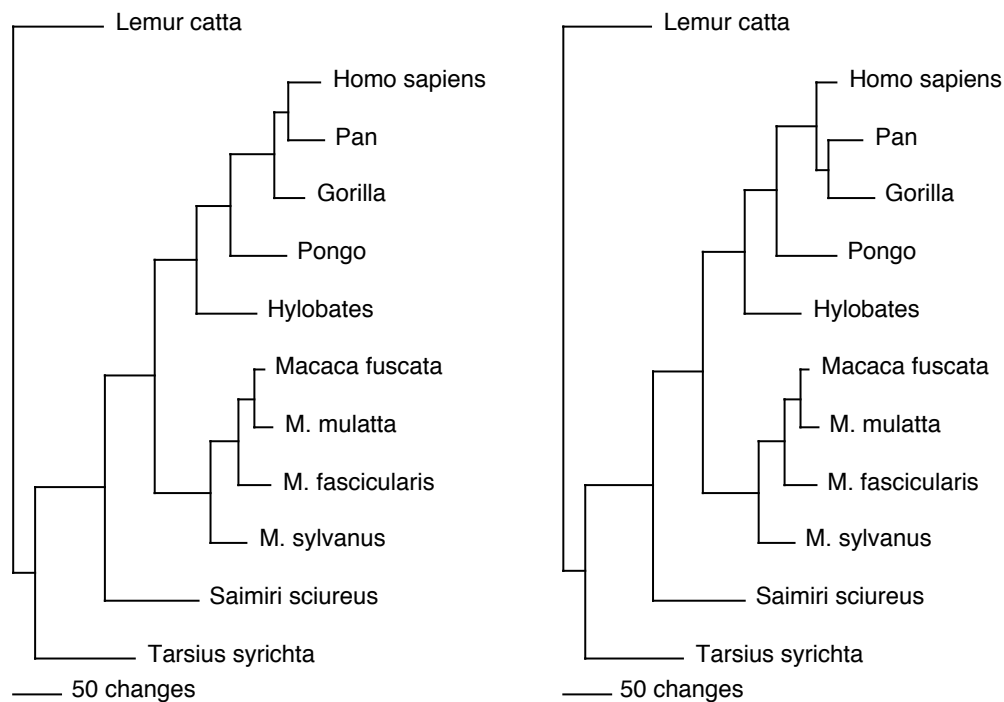 Lemur catta
Homo sapiens
Pan
Gorilla
Pongo
Hylobates
Macaca fuscata
M. mulatta
M. fascicularis
M. sylvanus
Saimiri sciureus
Tarsius syrichta
50 changes
Lemur catta
Homo sapiens
Pan
Gorilla
Pongo
Hylobates
Macaca fuscata
M. mulatta
M. fascicularis
M. sylvanus
Saimiri sciureus
Tarsius syrichta
50 changes